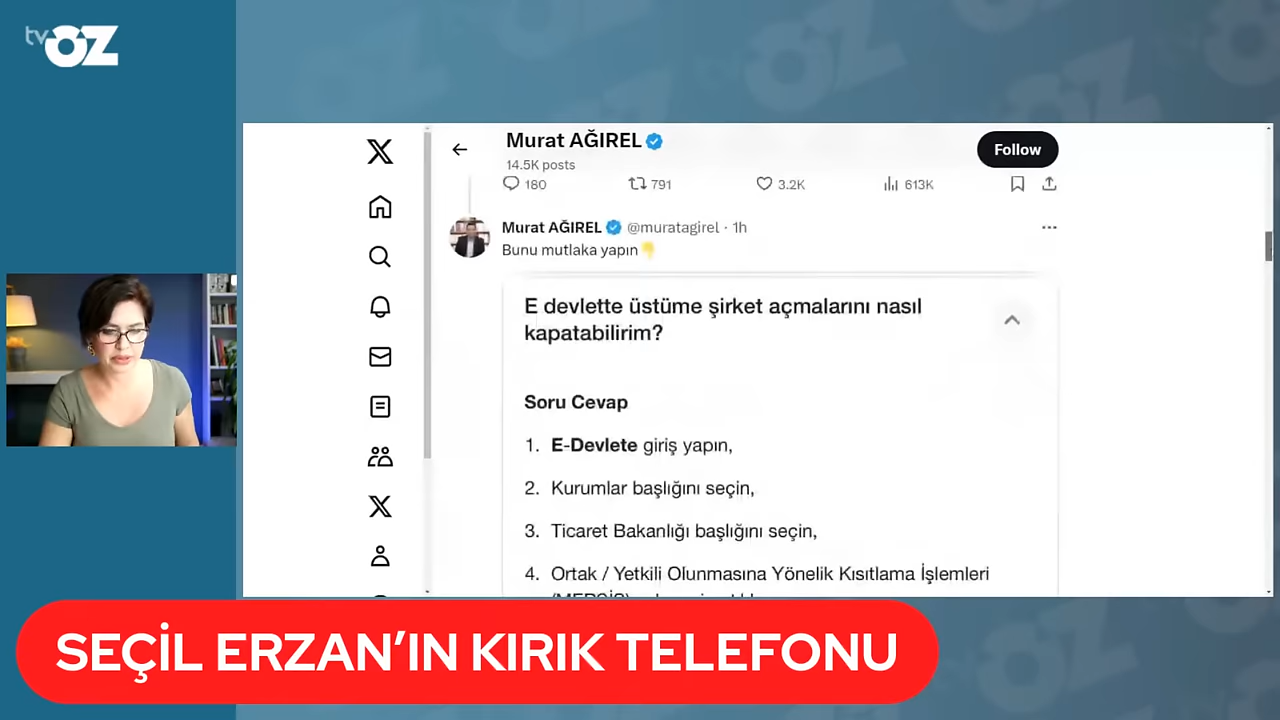 tv ÖZ
Murat AĞIREL
14.5K posts
Follow
180 791 3.2K 613K
Murat AĞIREL @muratagirel · 1h
Bunu mutlaka yapın👇
E devlette üstüme şirket açmalarını nasıl
kapatabilirim?
Soru Cevap
1. E-Devlete giriş yapın,
2. Kurumlar başlığını seçin,
3. Ticaret Bakanlığı başlığını seçin,
4. Ortak / Yetkili Olunmasına Yönelik Kısıtlama İşlemleri
SEÇİL ERZAN'IN KIRIK TELEFONU